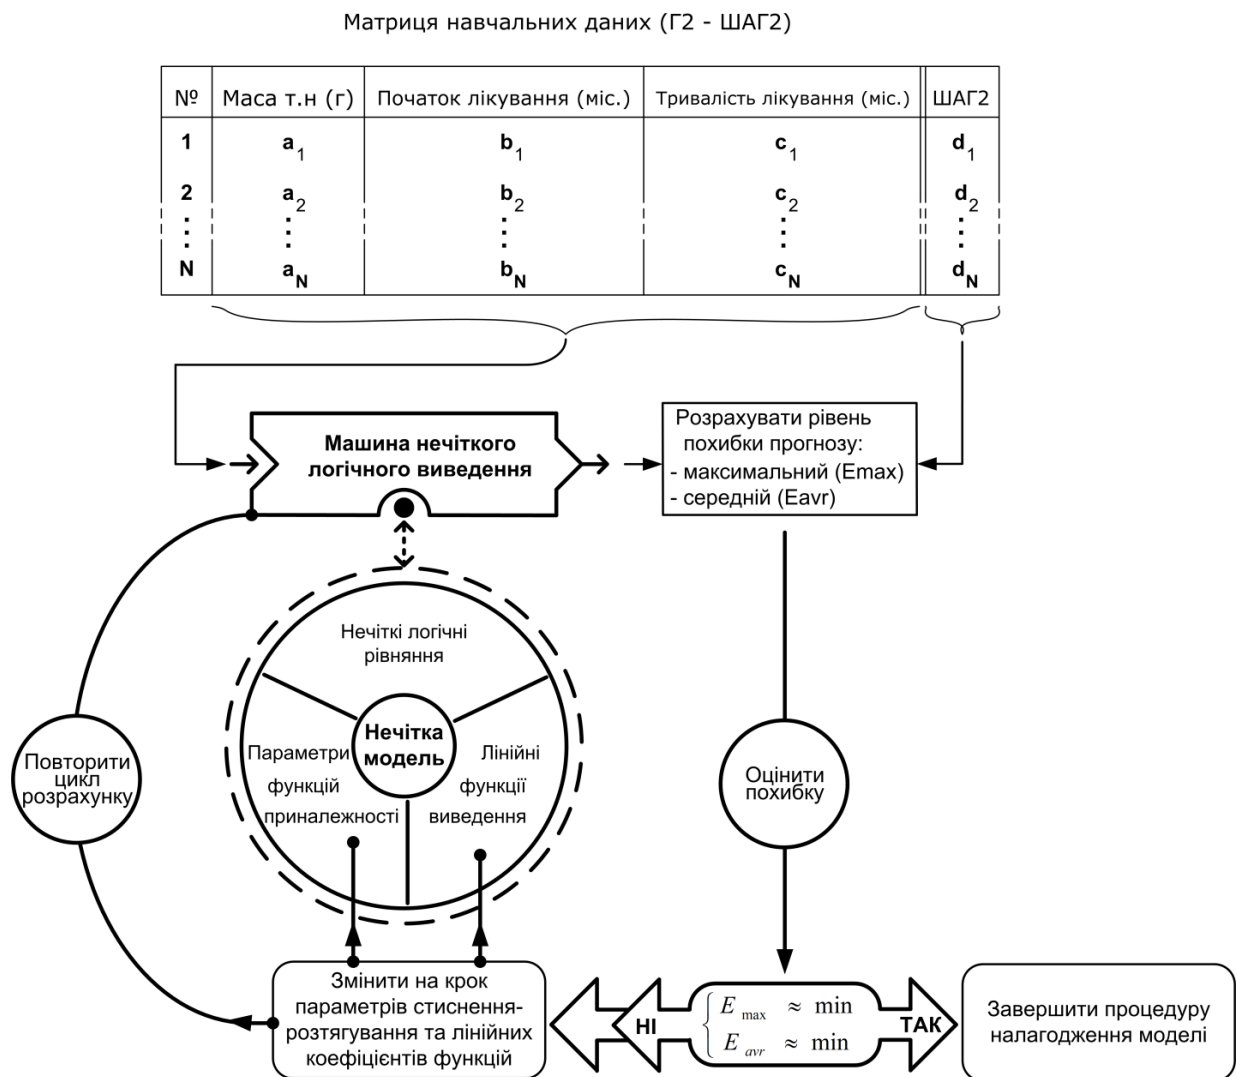 Матриця навчальних даних (Г2 - ШАГ2)
№ Маса т.н (г) Початок лікування (міс.) Тривалість лікування (міс.) ШАГ2
1 a1 b1 c1 d1
2 a2 b2 c2 d2
N aN bN cN dN
Машина нечіткого
логічного виведення
Розрахувати рівень
похибки прогнозу:
- максимальний (Emax)
- середній (Eavr)
Нечіткі логічні
рівняння
Нечітка
модель
Параметри
функцій
приналежності
Лінійні
функції
виведення
Повторити
цикл
розрахунку
Оцінити
похибку
Змінити на крок
параметрів стиснення-
розтягування та лінійних
коефіцієнтів функцій
НІ
E max ≈ min
E avr ≈ min
ТАК
Завершити процедуру
налагодження моделі